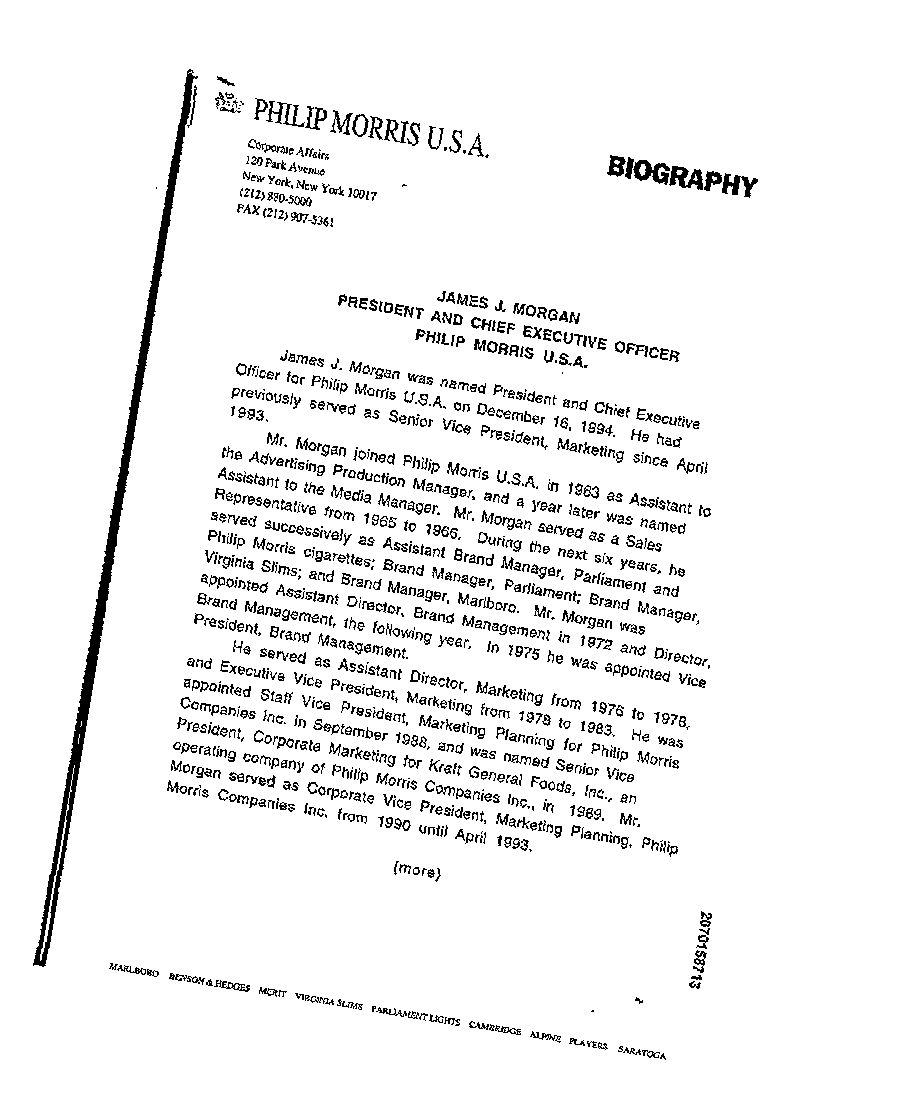 PHILIP MORRIS U.S.A.
Corporate Affairs
120 Park Avenue
New York, New York 10017
(212) 880-5000
FAX (212) 907-5361
BIOGRAPHY
JAMES J. MORGAN
PRESIDENT AND CHIEF EXECUTIVE OFFICER
PHILIP MORRIS U.S.A.
James J. Morgan was named President and Chief Executive
Officer for Philip Morris U.S.A. on December 16, 1994. He had
previously served as Senior Vice President, Marketing since April
1993.
Mr. Morgan joined Philip Morris U.S.A. in 1963 as Assistant to
the Advertising Production Manager, and a year later was named
Assistant to the Media Manager. Mr. Morgan served as a Sales
Representative from 1965 to 1966. During the next six years, he
served successively as Assistant Brand Manager, Parliament and
Philip Morris cigarettes; Brand Manager, Parliament; Brand Manager,
Virginia Slims; and Brand Manager, Marlboro. Mr. Morgan was
appointed Assistant Director, Brand Management in 1972 and Director,
Brand Management, the following year. In 1975 he was appointed Vice
President, Brand Management.
He served as Assistant Director, Marketing from 1976 to 1978,
and Executive Vice President, Marketing from 1978 to 1983. He was
appointed Staff Vice President, Marketing Planning for Philip Morris
Companies Inc. in September 1988, and was named Senior Vice
President, Corporate Marketing for Kraft General Foods, Inc., an
operating company of Philip Morris Companies Inc., in 1989. Mr.
Morgan served as Corporate Vice President, Marketing Planning, Philip
Morris Companies Inc. from 1990 until April 1993.
(more)
2070158713
MARLBORO BENSON & HEDGES MERIT VIRGINIA SLIMS PARLIAMENT LIGHTS CAMBRIDGE ALPINE PLAYERS SARATOGA